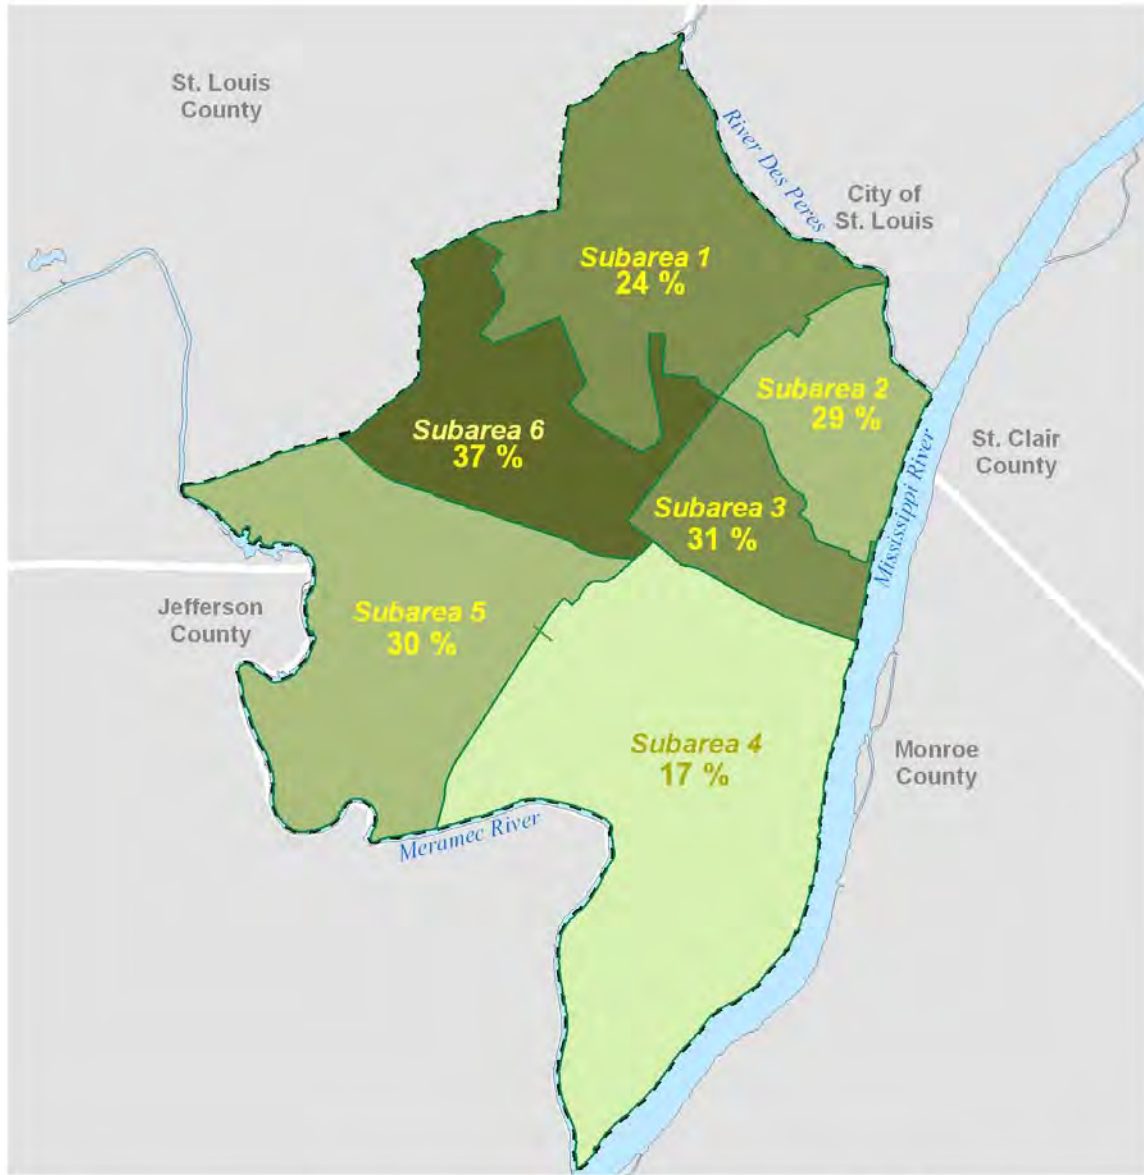 St. Louis
County
River Des Peres
City of
St. Louis
Subarea 1
24 %
Subarea 2
29 %
Subarea 6
37 %
St. Clair
County
Subarea 3
31 %
Mississippi River
Jefferson
County
Subarea 5
30 %
Subarea 4
17 %
Monroe
County
Meramec River